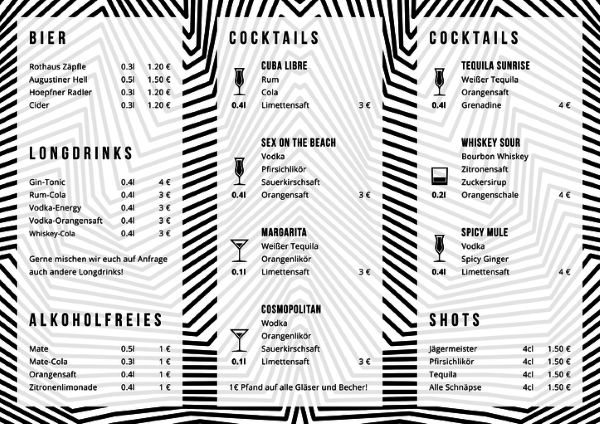 BIER
Rothaus Zäpfle 0.3l 1.20 €
Augustiner Hell 0.5l 1.50 €
Hoepfner Radler 0.3l 1.20 €
Cider 0.3l 1.20 €
LONGDRINKS
Gin-Tonic 0.4l 4 €
Rum-Cola 0.4l 3 €
Vodka-Energy 0.4l 3 €
Vodka-Orangensaft 0.4l 3 €
Whiskey-Cola 0.4l 3 €
Gerne mischen wir euch auf Anfrage
auch andere Longdrinks!
ALKOHOLFREIES
Mate 0.5l 1 €
Mate-Cola 0.3l 1 €
Orangensaft 0.4l 1 €
Zitronenlimonade 0.4l 1 €
COCKTAILS
CUBA LIBRE
Rum
Cola
0.4l Limettensaft 3 €
SEX ON THE BEACH
Vodka
Pfirsichlikör
Sauerkirschsaft
0.4l Orangensaft 3 €
MARGARITA
Weißer Tequila
Orangenlikör
0.1l Limettensaft 3 €
COSMOPOLITAN
Wodka
Orangenlikör
Sauerkirschsaft
0.1l Limettensaft 3 €
1€ Pfand auf alle Gläser und Becher!
COCKTAILS
TEQUILA SUNRISE
Weißer Tequila
Orangensaft
0.4l Grenadine 4 €
WHISKEY SOUR
Bourbon Whiskey
Zitronensaft
Zuckersirup
0.2l Orangenschale 4 €
SPICY MULE
Vodka
Spicy Ginger
0.4l Limettensaft 4 €
SHOTS
Jägermeister 4cl 1.50 €
Pfirsichlikör 4cl 1.50 €
Tequila 4cl 1.50 €
Alle Schnäpse 4cl 1.50 €